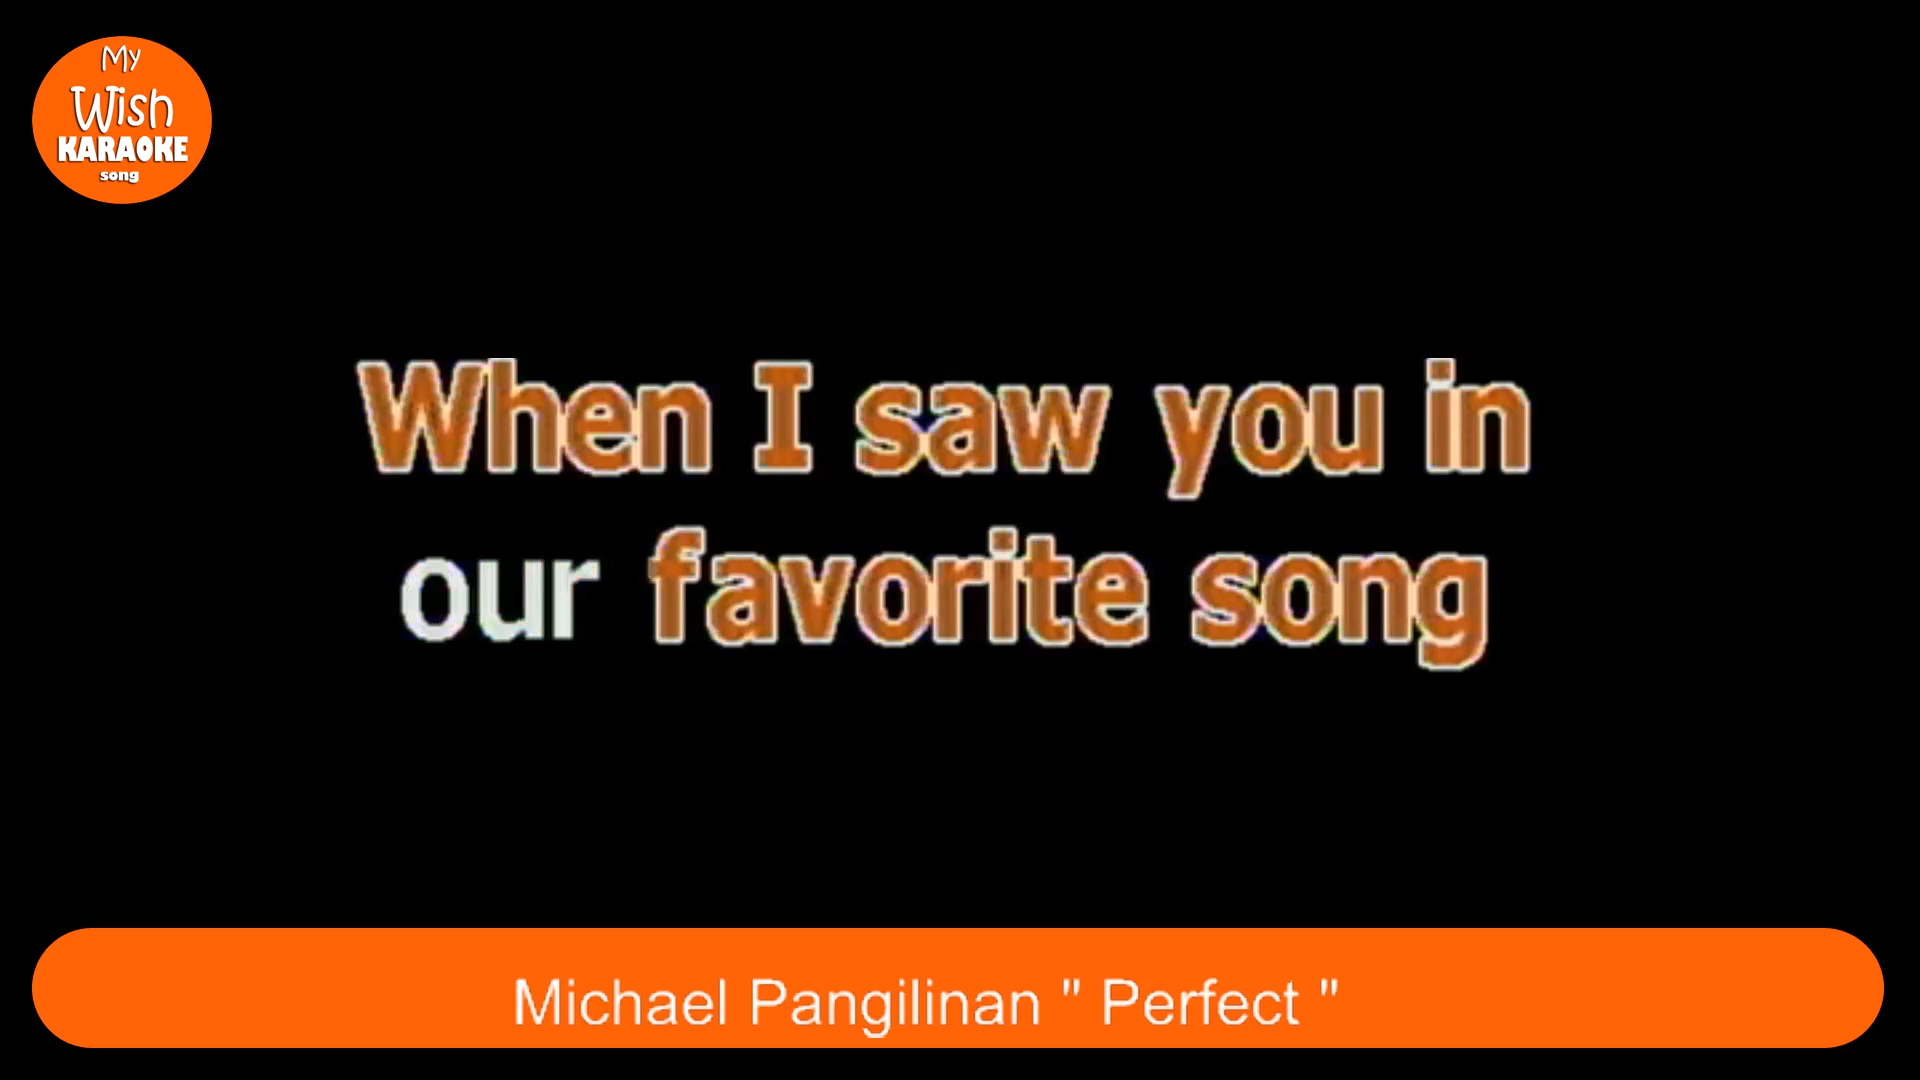 My
Wish
KARAOKE
song
When I saw you in
our favorite song
Michael Pangilinan " Perfect "